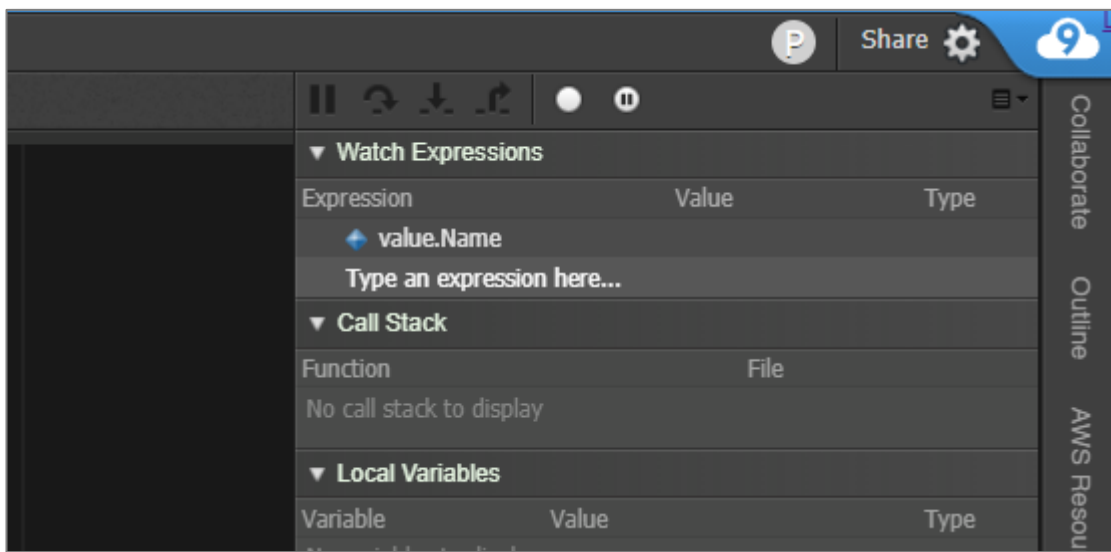 P Share 9
Watch Expressions
Expression Value Type
value.Name
Type an expression here...
Call Stack
Function File
No call stack to display
Local Variables
Variable Value Type
Collaborate
Outline
AWS Resou